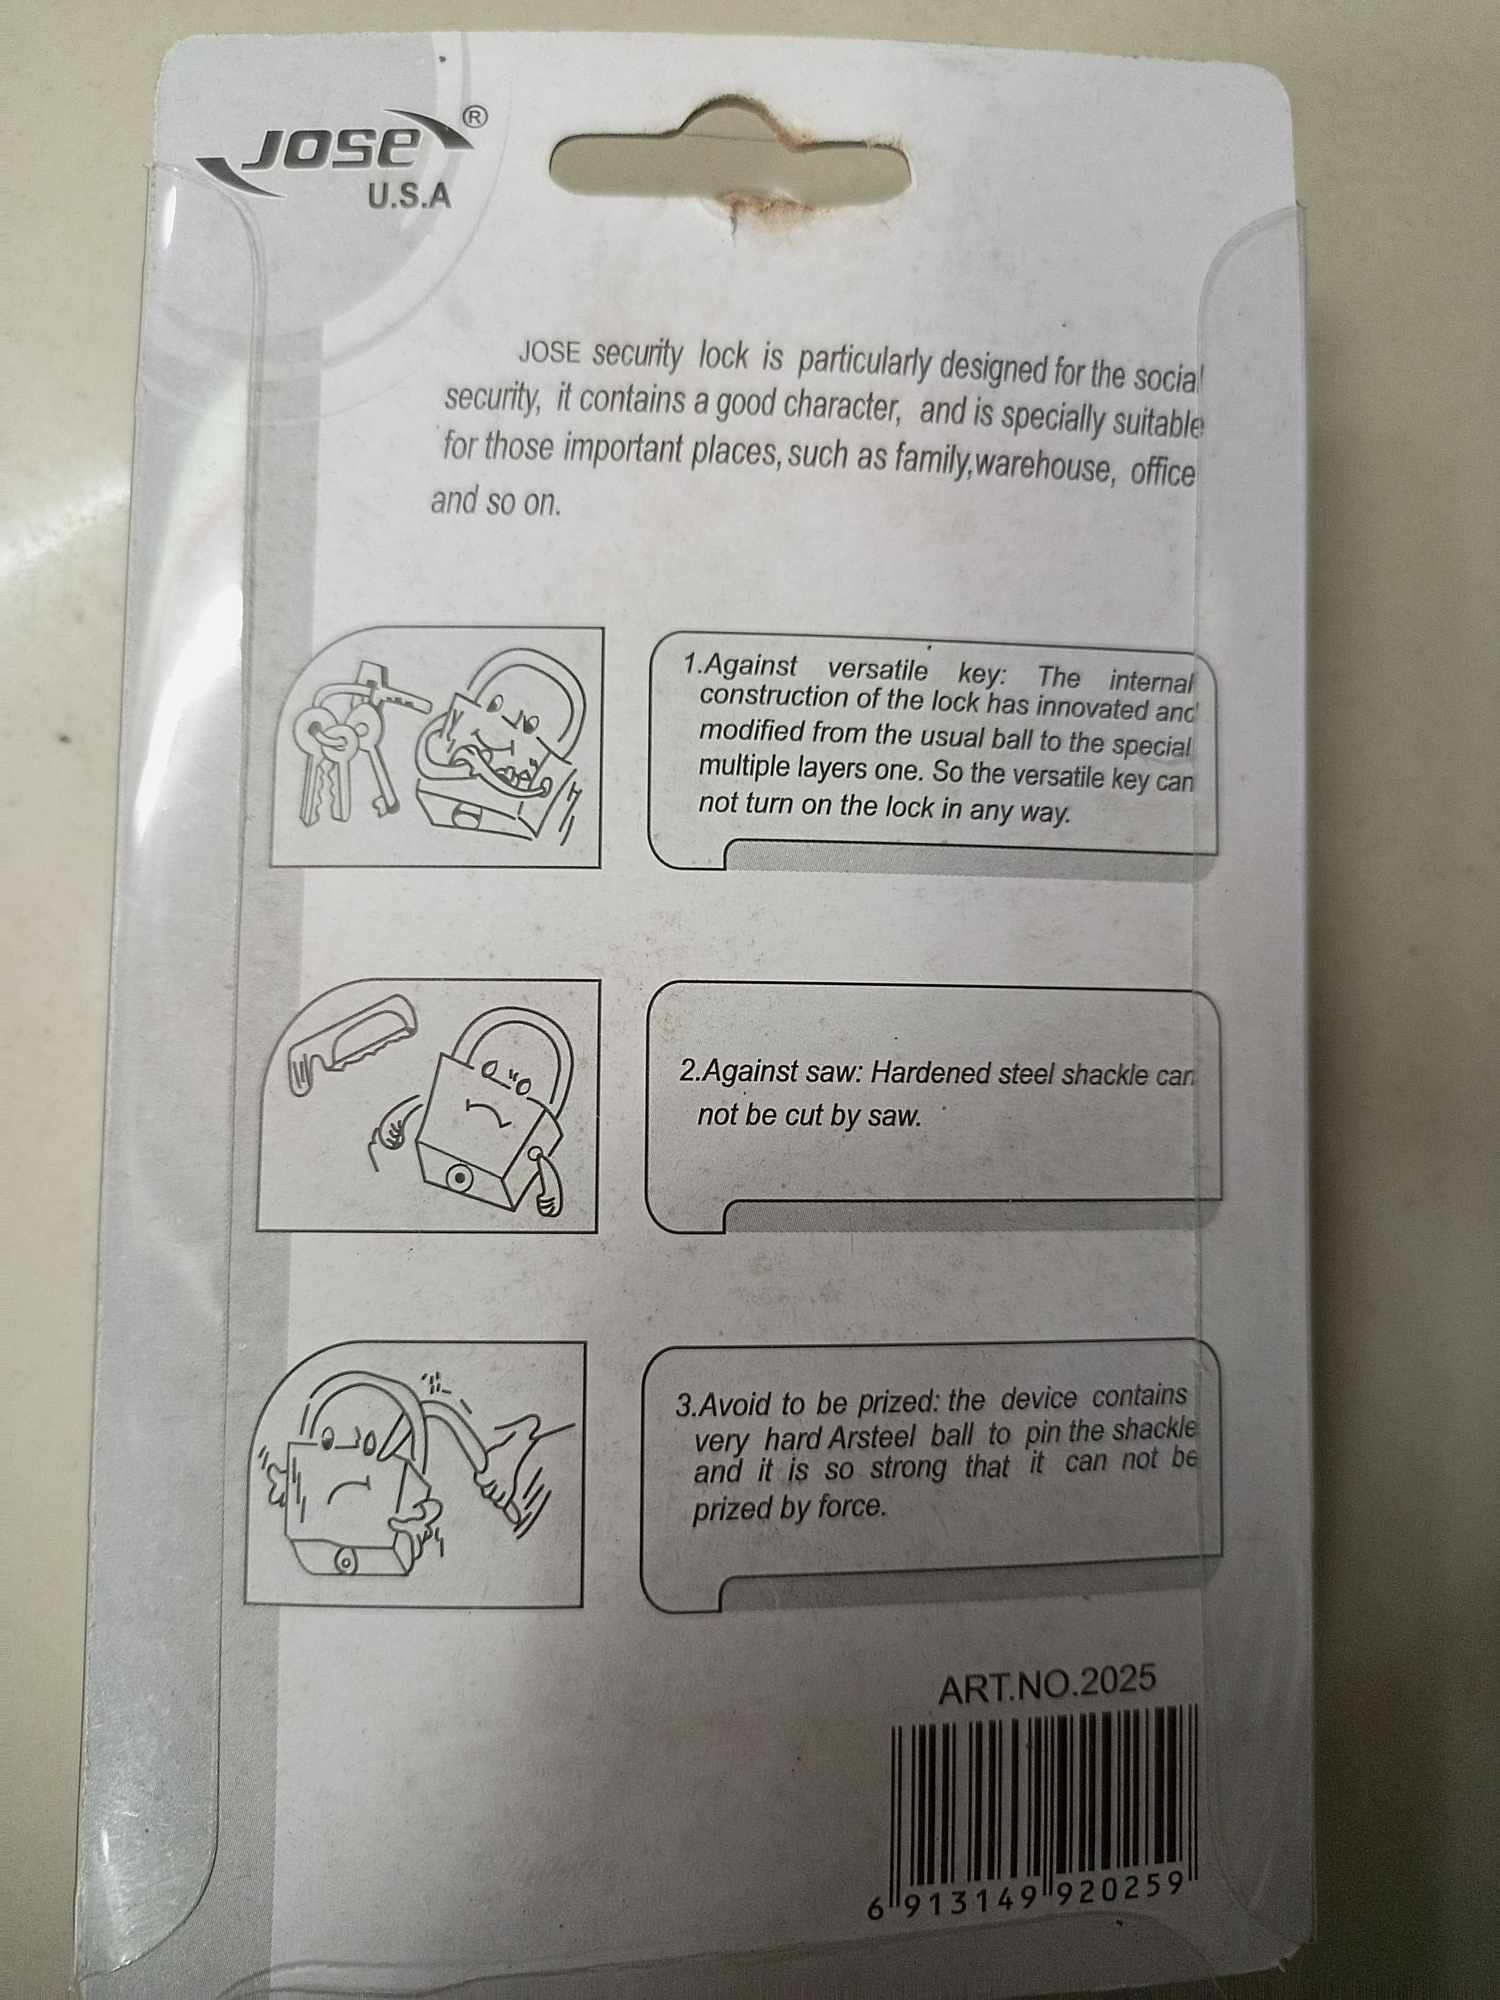 JOSE®
U.S.A
JOSE security lock is particularly designed for the social
security, it contains a good character, and is specially suitable
for those important places, such as family,warehouse, office
and so on.
1.Against versatile key: The internal
construction of the lock has innovated and
modified from the usual ball to the special
multiple layers one. So the versatile key can
not turn on the lock in any way.
2.Against saw: Hardened steel shackle can
not be cut by saw.
3.Avoid to be prized: the device contains
very hard Arsteel ball to pin the shackle
and it is so strong that it can not be
prized by force.
ART.NO.2025
6 913149 920259